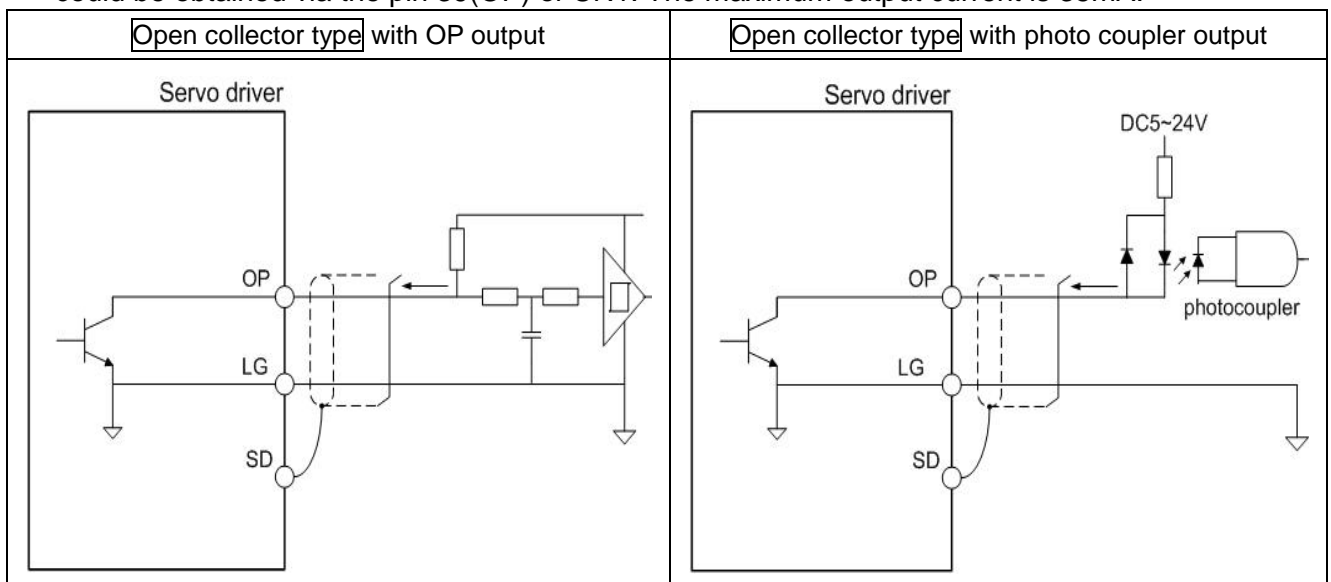 Open collector type with OP output
Open collector type with photo coupler output
Servo driver
OP
LG
SD
Servo driver
DC5~24V
OP
photocoupler
LG
SD